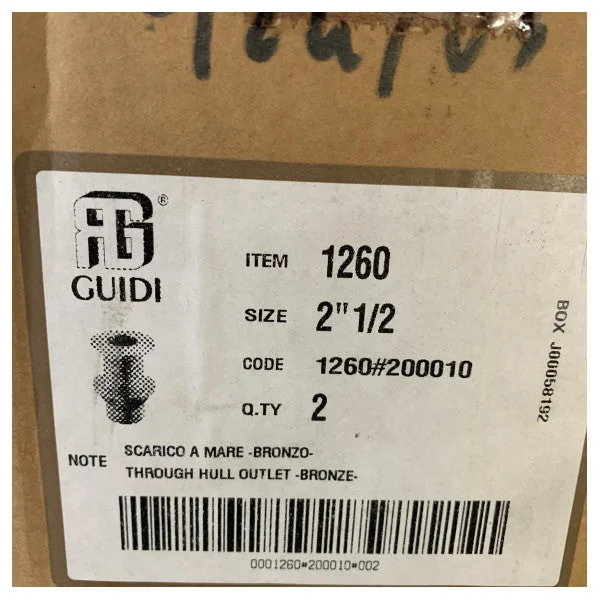 ®
GUIDI
ITEM 1260
SIZE 2" 1/2
CODE 1260#200010
Q.TY 2
NOTE SCARICO A MARE -BRONZO-
THROUGH HULL OUTLET -BRONZE-
0001260#200010#002
BOX J00058192